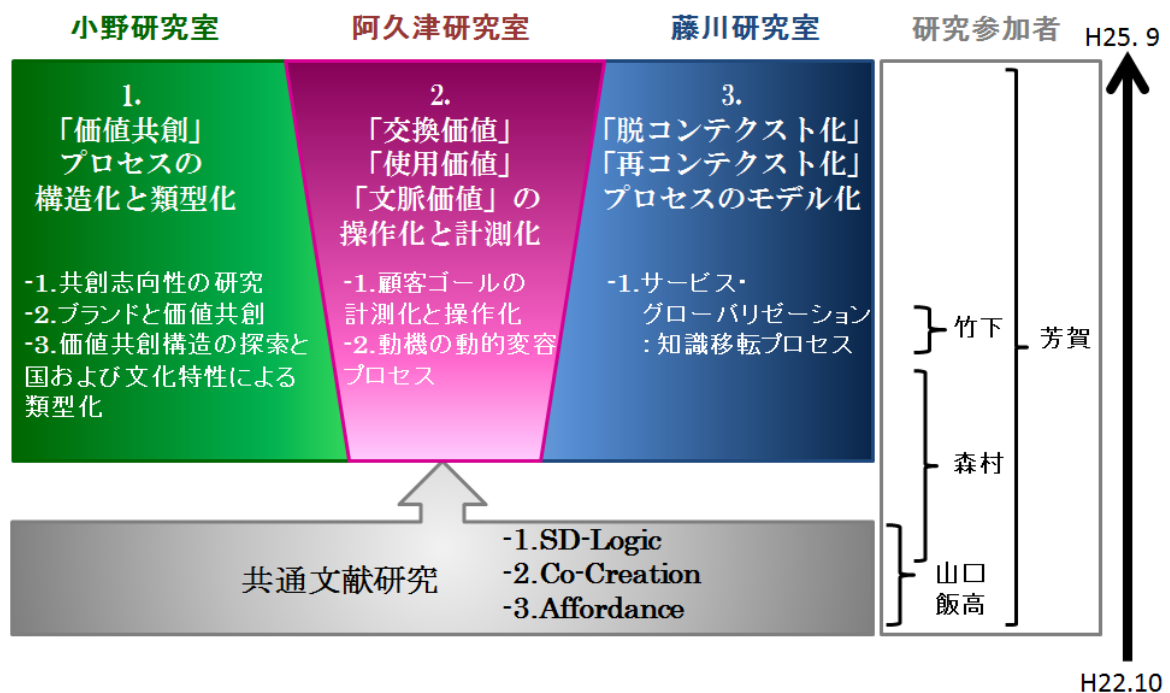 小野研究室
阿久津研究室
藤川研究室
研究参加者
H25. 9
1.
「価値共創」
プロセスの
構造化と類型化
-1.共創志向性の研究
-2.ブランドと価値共創
-3.価値共創構造の探索と
国および文化特性による
類型化
2.
「交換価値」
「使用価値」
「文脈価値」の
操作化と計測化
-1.顧客ゴールの
計測化と操作化
-2.動機の動的変容
プロセス
3.
「脱コンテクスト化」
「再コンテクスト化」
プロセスのモデル化
-1.サービス・
グローバリゼーション
:知識移転プロセス
竹下
芳賀
森村
山口
飯高
共通文献研究
-1.SD-Logic
-2.Co-Creation
-3.Affordance
H22.10